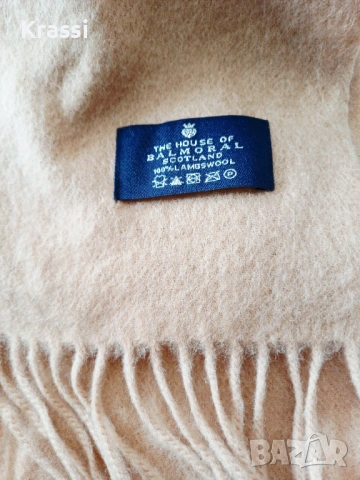 Krassi
THE HOUSE OF
BALMORAL
SCOTLAND
100% LAMBSWOOL
P
BAZAR